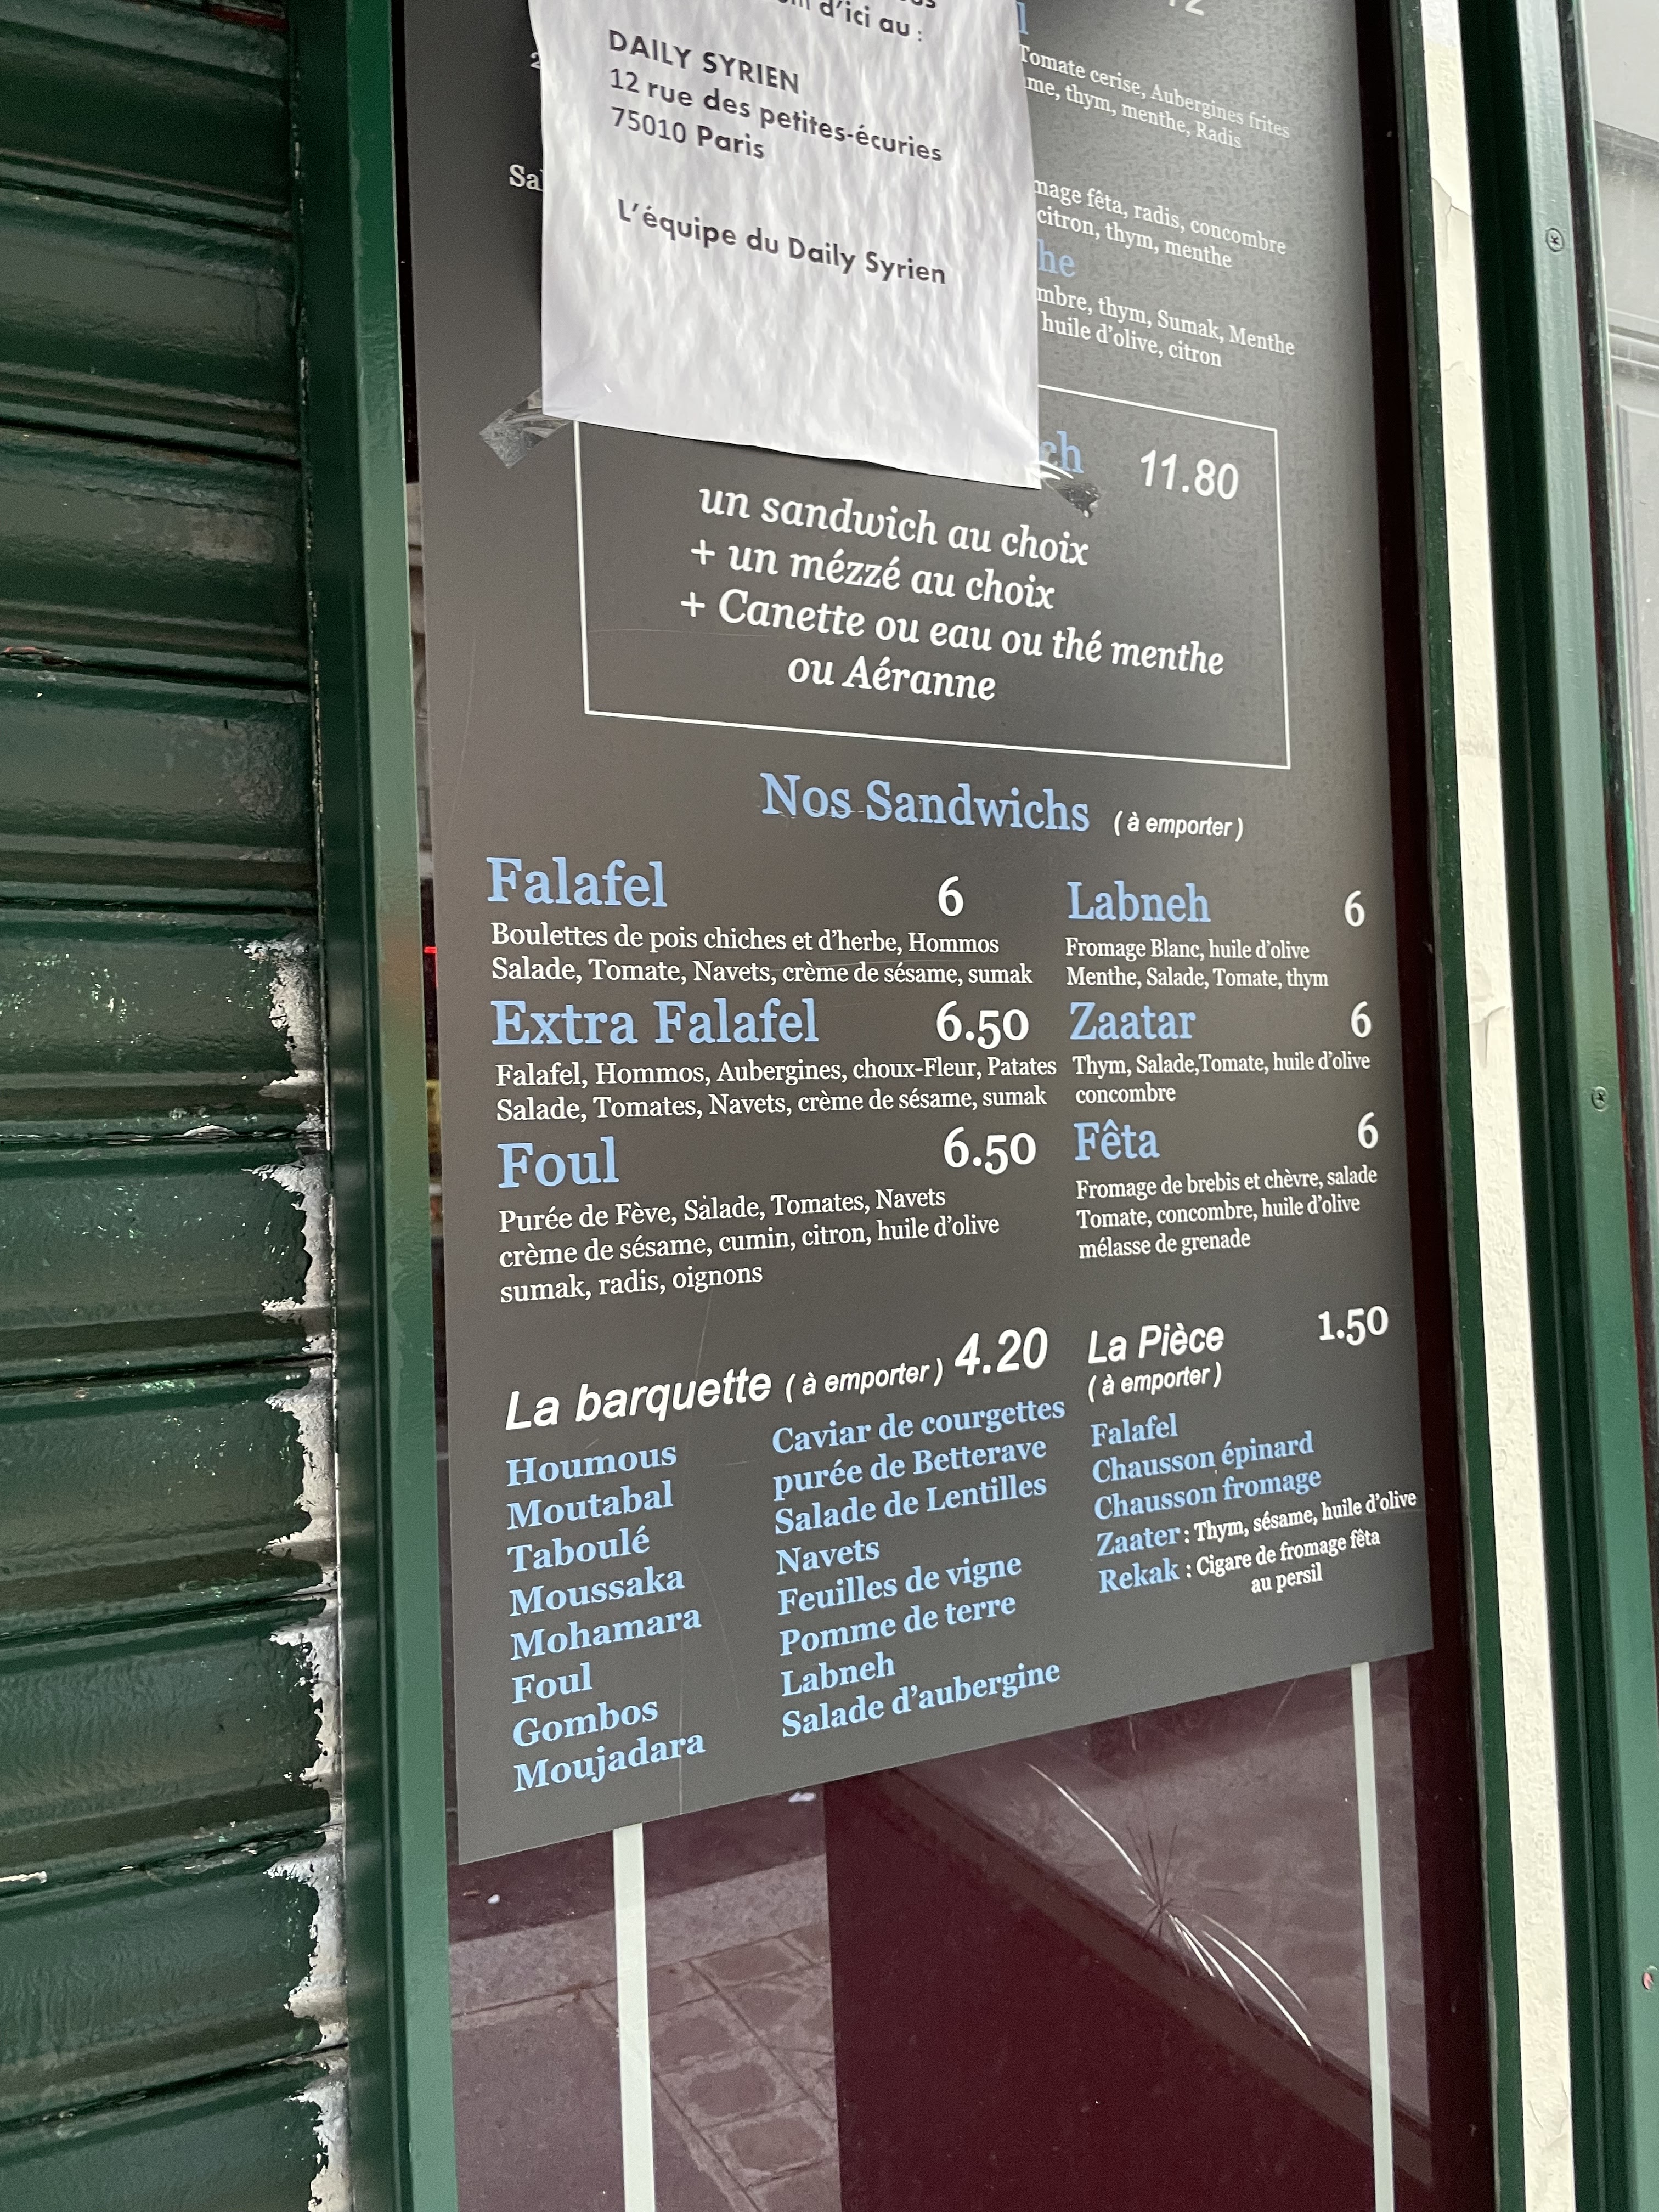 d'ici au :
DAILY SYRIEN
12 rue des petites-écuries
75010 Paris
L'équipe du Daily Syrien
Tomate cerise, Aubergines frites
thym, menthe, Radis
fêta, radis, concombre
citron, thym, menthe
thym, Sumak, Menthe
huile d'olive, citron
11.80
un sandwich au choix
+ un mézzé au choix
+ Canette ou eau ou thé menthe
ou Aéranne
Nos Sandwichs ( à emporter )
Falafel 6
Boulettes de pois chiches et d'herbe, Hommos
Salade, Tomate, Navets, crème de sésame, sumak
Extra Falafel 6.50
Falafel, Hommos, Aubergines, choux-Fleur, Patates
Salade, Tomates, Navets, crème de sésame, sumak
Foul 6.50
Purée de Fève, Salade, Tomates, Navets
crème de sésame, cumin, citron, huile d'olive
sumak, radis, oignons
Labneh 6
Fromage Blanc, huile d'olive
Menthe, Salade, Tomate, thym
Zaatar 6
Thym, Salade,Tomate, huile d'olive
concombre
Fêta 6
Fromage de brebis et chèvre, salade
Tomate, concombre, huile d'olive
mélasse de grenade
La barquette ( à emporter ) 4.20
Houmous
Moutabal
Taboulé
Moussaka
Mohamara
Foul
Gombos
Moujadara
Caviar de courgettes
purée de Betterave
Salade de Lentilles
Navets
Feuilles de vigne
Pomme de terre
Labneh
Salade d'aubergine
La Pièce 1.50
( à emporter )
Falafel
Chausson épinard
Chausson fromage
Zaater : Thym, sésame, huile d'olive
Rekak : Cigare de fromage fêta
au persil